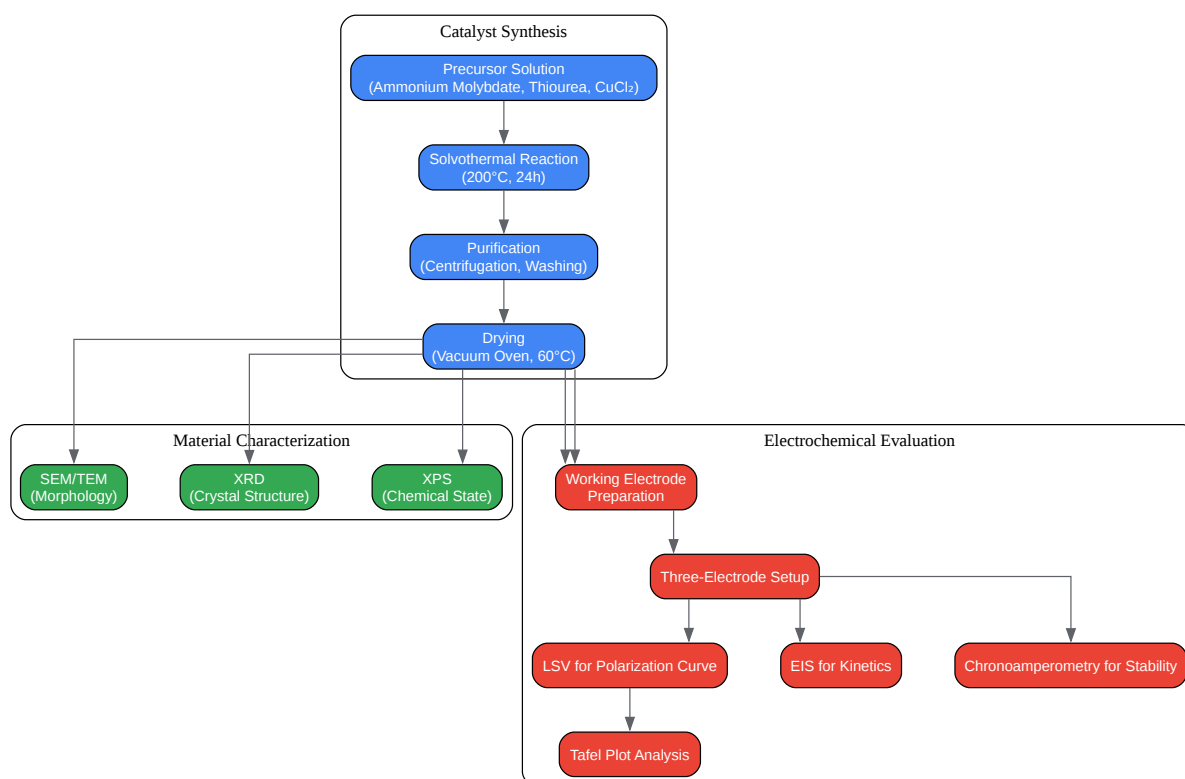 Catalyst Synthesis
Precursor Solution
(Ammonium Molybdate, Thiourea, CuCl₂)
Solvothermal Reaction
(200°C, 24h)
Purification
(Centrifugation, Washing)
Drying
(Vacuum Oven, 60°C)
Material Characterization
SEM/TEM
(Morphology)
XRD
(Crystal Structure)
XPS
(Chemical State)
Electrochemical Evaluation
Working Electrode
Preparation
Three-Electrode Setup
LSV for Polarization Curve
EIS for Kinetics
Chronoamperometry for Stability
Tafel Plot Analysis